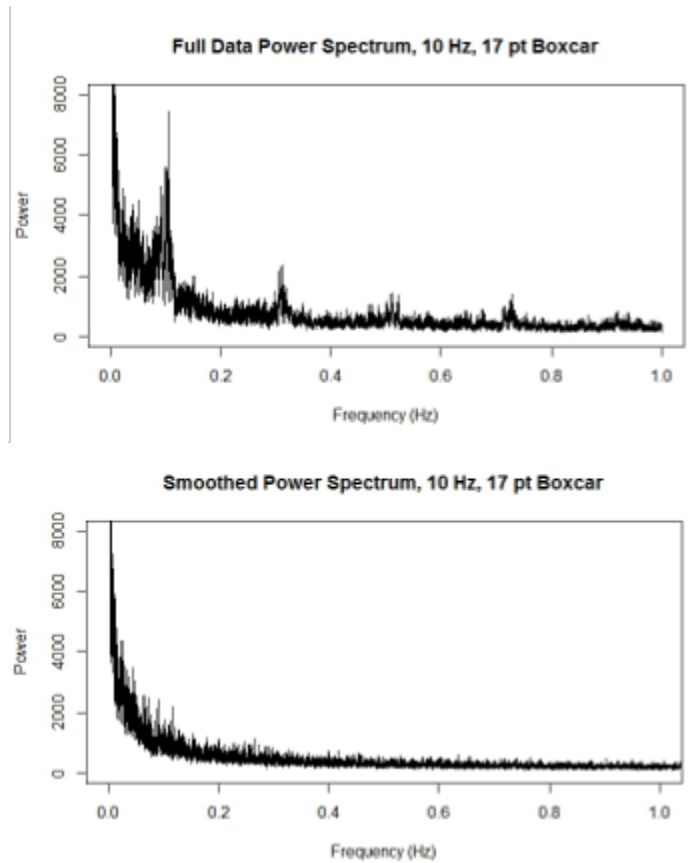 Full Data Power Spectrum, 10 Hz, 17 pt Boxcar
8000
6000
4000
2000
0
Power
0.0 0.2 0.4 0.6 0.8 1.0
Frequency (Hz)
Smoothed Power Spectrum, 10 Hz, 17 pt Boxcar
8000
6000
4000
2000
0
Power
0.0 0.2 0.4 0.6 0.8 1.0
Frequency (Hz)